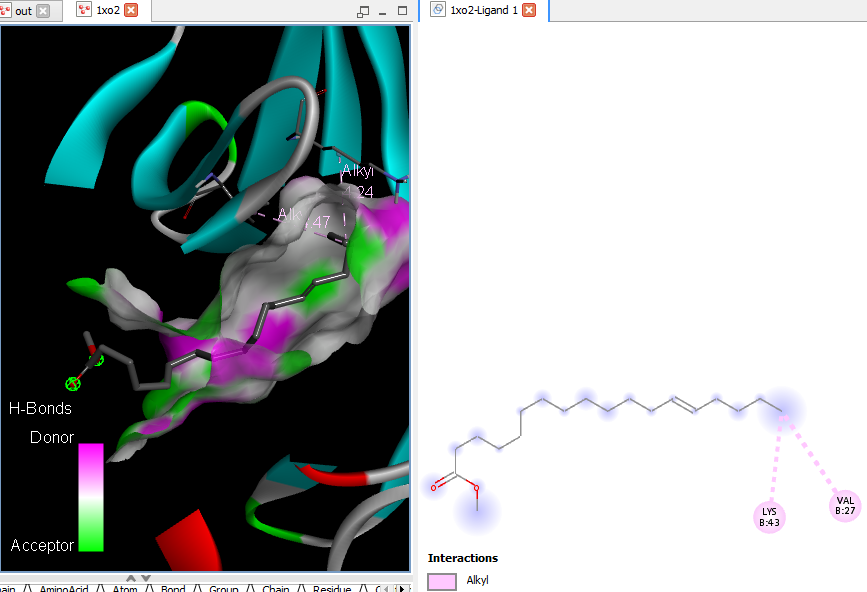 out
1xo2
1xo2-Ligand 1
Alkyl
4.24
.47
H-Bonds
Donor
Acceptor
LYS
B:43
VAL
B:27
Interactions
Alkyl
AminoAcid
Atom
Bond
Group
Chain
Residue